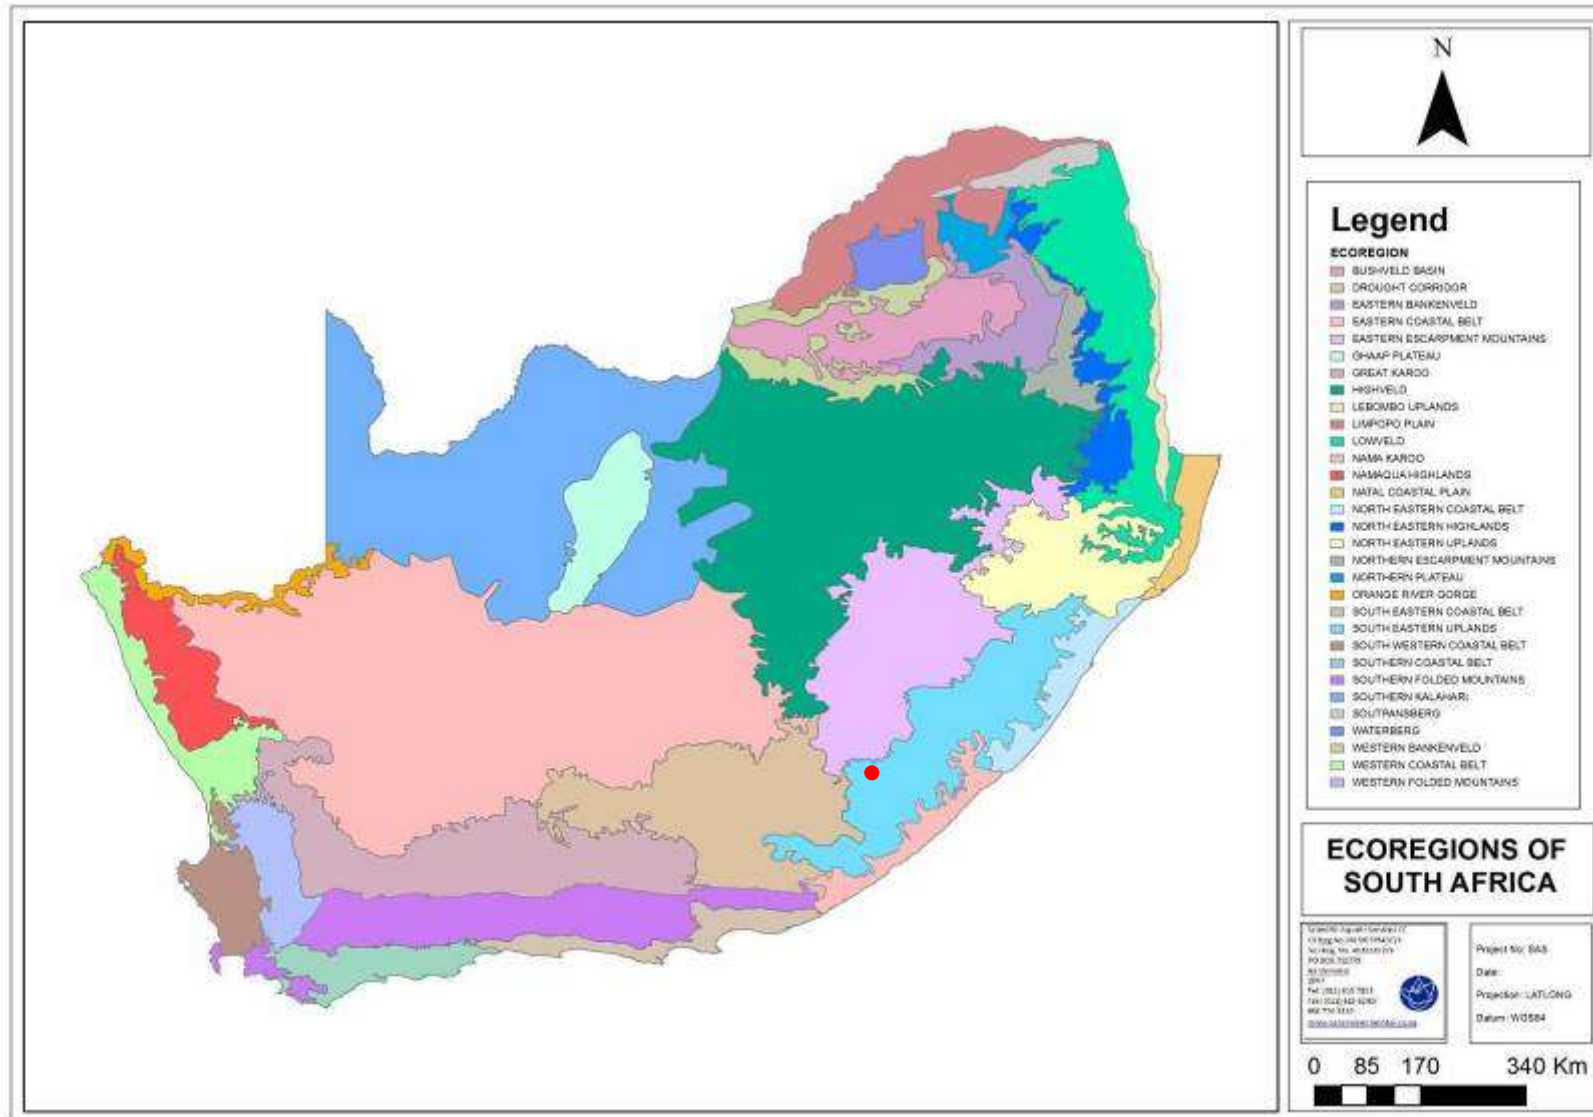 N
Legend
ECOREGION
BUSHVELD BASIN
DROUGHT CORRIDOR
EASTERN BANKENVELD
EASTERN COASTAL BELT
EASTERN ESCARPMENT MOUNTAINS
GHAAP PLATEAU
GREAT KAROO
HIGHVELD
LEBOMBO UPLANDS
LIMPOPO PLAIN
LOWVELD
NAMA KAROO
NAMAQUA HIGHLANDS
NATAL COASTAL PLAIN
NORTH EASTERN COASTAL BELT
NORTH EASTERN HIGHLANDS
NORTH EASTERN UPLANDS
NORTHERN ESCARPMENT MOUNTAINS
NORTHERN PLATEAU
ORANGE RIVER GORGE
SOUTH EASTERN COASTAL BELT
SOUTH EASTERN UPLANDS
SOUTH WESTERN COASTAL BELT
SOUTHERN COASTAL BELT
SOUTHERN FOLDED MOUNTAINS
SOUTHERN KALAHARI
SOUTPANSBERG
WATERBERG
WESTERN BANKENVELD
WESTERN COASTAL BELT
WESTERN FOLDED MOUNTAINS
ECOREGIONS OF
SOUTH AFRICA
Project No: SAS
Date:
Projection: LATLONG
Datum: WGS84
0 85 170 340 Km